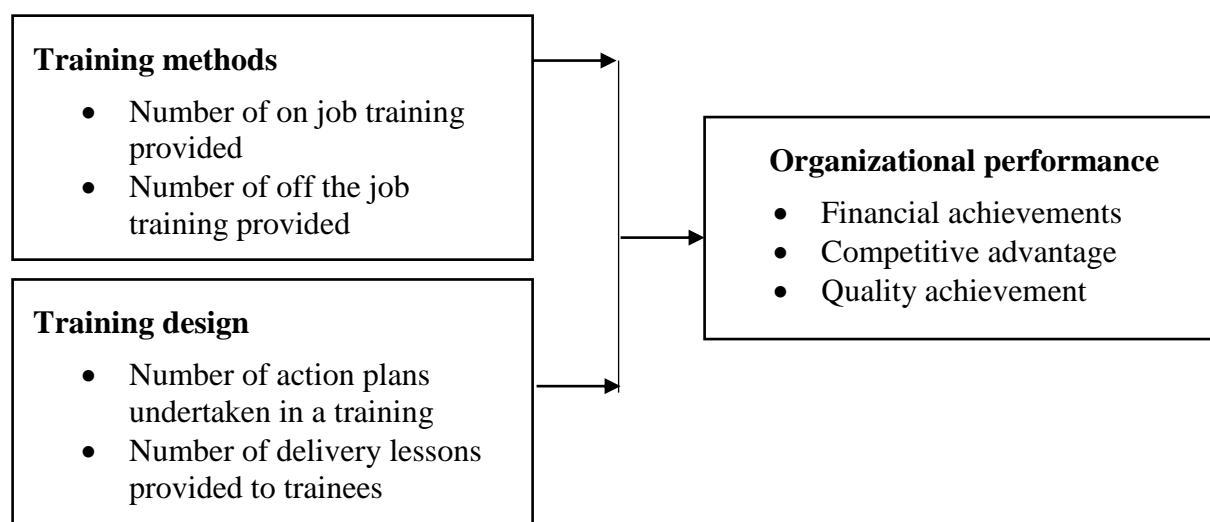 Training methods
• Number of on job training
provided
• Number of off the job
training provided
Training design
• Number of action plans
undertaken in a training
• Number of delivery lessons
provided to trainees
Organizational performance
• Financial achievements
• Competitive advantage
• Quality achievement